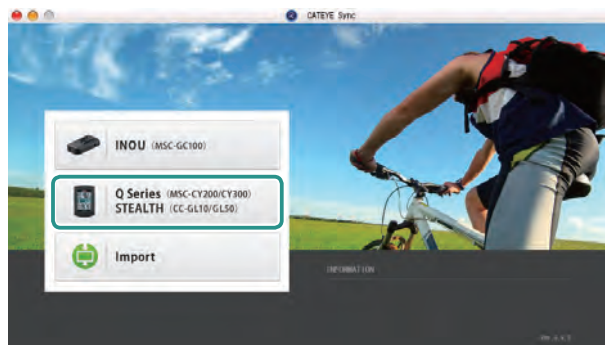 CATEYE Sync
INOU (MSC-GC100)
Q Series (MSC-CY200/CY300)
STEALTH (CC-GL10/GL50)
Import
INFORMATION